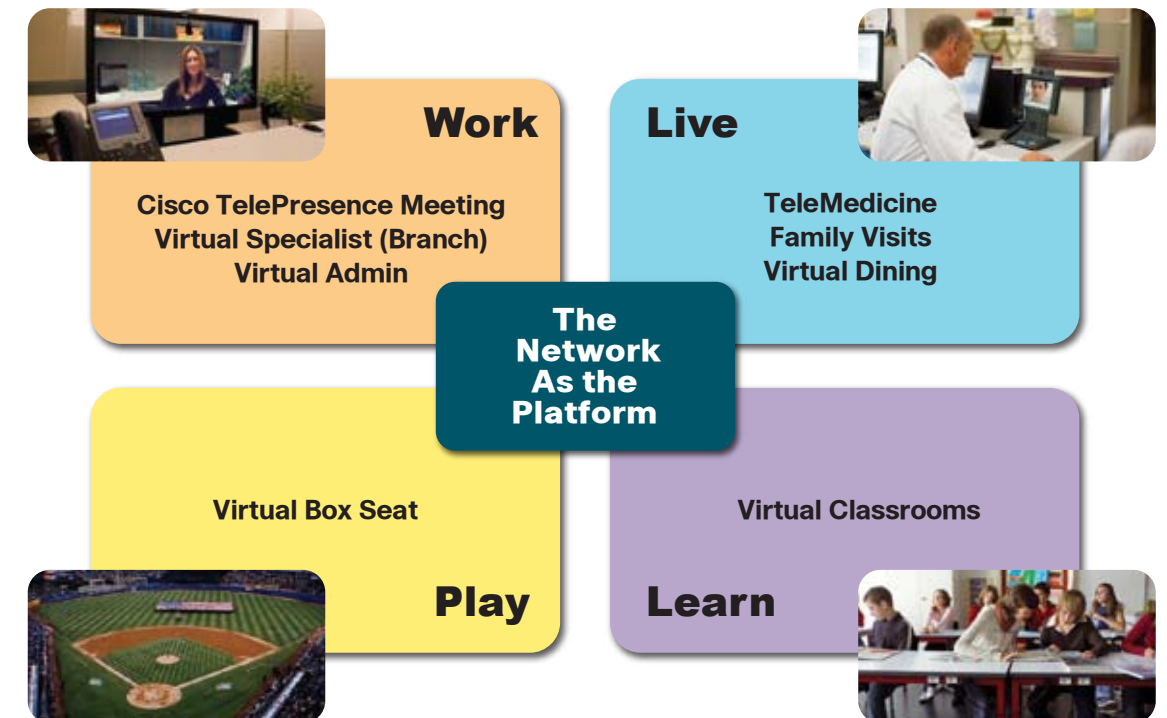 Work
Cisco TelePresence Meeting
Virtual Specialist (Branch)
Virtual Admin
Live
TeleMedicine
Family Visits
Virtual Dining
The
Network
As the
Platform
Virtual Box Seat
Play
Virtual Classrooms
Learn